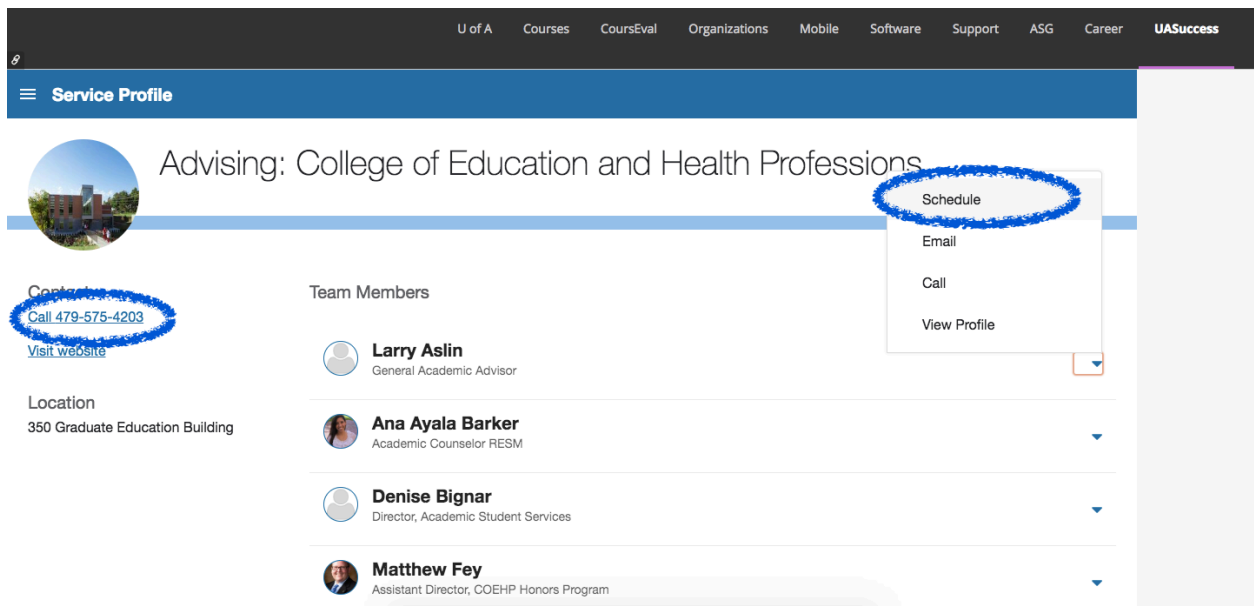 U of A Courses CoursEval Organizations Mobile Software Support ASG Career UASuccess
Service Profile
Advising: College of Education and Health Professions
Schedule
Email
Call
View Profile
Contact
Call 479-575-4203
Visit website
Location
350 Graduate Education Building
Team Members
Larry Aslin
General Academic Advisor
Ana Ayala Barker
Academic Counselor RESM
Denise Bignar
Director, Academic Student Services
Matthew Fey
Assistant Director, COEHP Honors Program